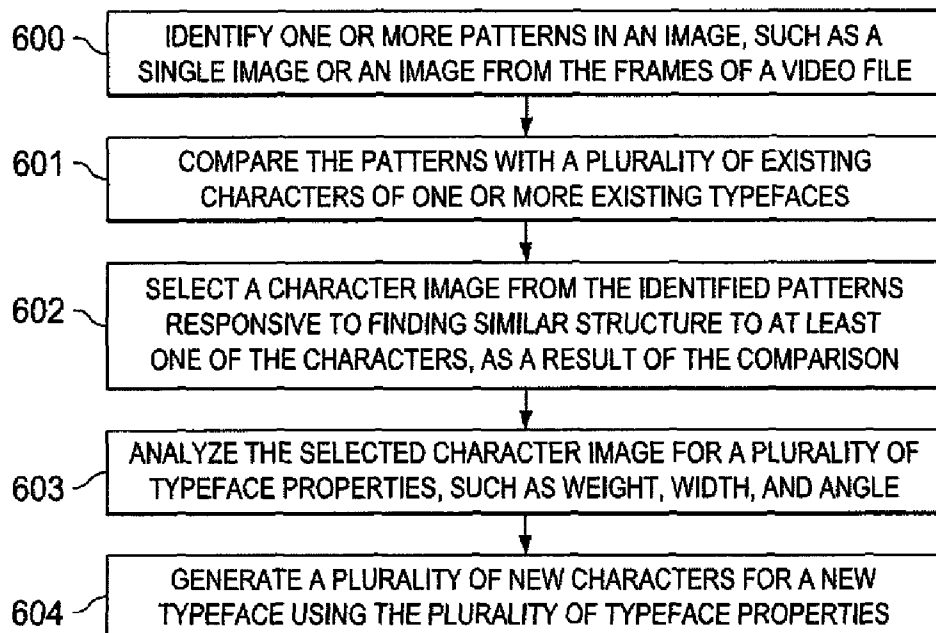 600
IDENTIFY ONE OR MORE PATTERNS IN AN IMAGE, SUCH AS A
SINGLE IMAGE OR AN IMAGE FROM THE FRAMES OF A VIDEO FILE
601
COMPARE THE PATTERNS WITH A PLURALITY OF EXISTING
CHARACTERS OF ONE OR MORE EXISTING TYPEFACES
602
SELECT A CHARACTER IMAGE FROM THE IDENTIFIED PATTERNS
RESPONSIVE TO FINDING SIMILAR STRUCTURE TO AT LEAST
ONE OF THE CHARACTERS, AS A RESULT OF THE COMPARISON
603
ANALYZE THE SELECTED CHARACTER IMAGE FOR A PLURALITY OF
TYPEFACE PROPERTIES, SUCH AS WEIGHT, WIDTH, AND ANGLE
604
GENERATE A PLURALITY OF NEW CHARACTERS FOR A NEW
TYPEFACE USING THE PLURALITY OF TYPEFACE PROPERTIES